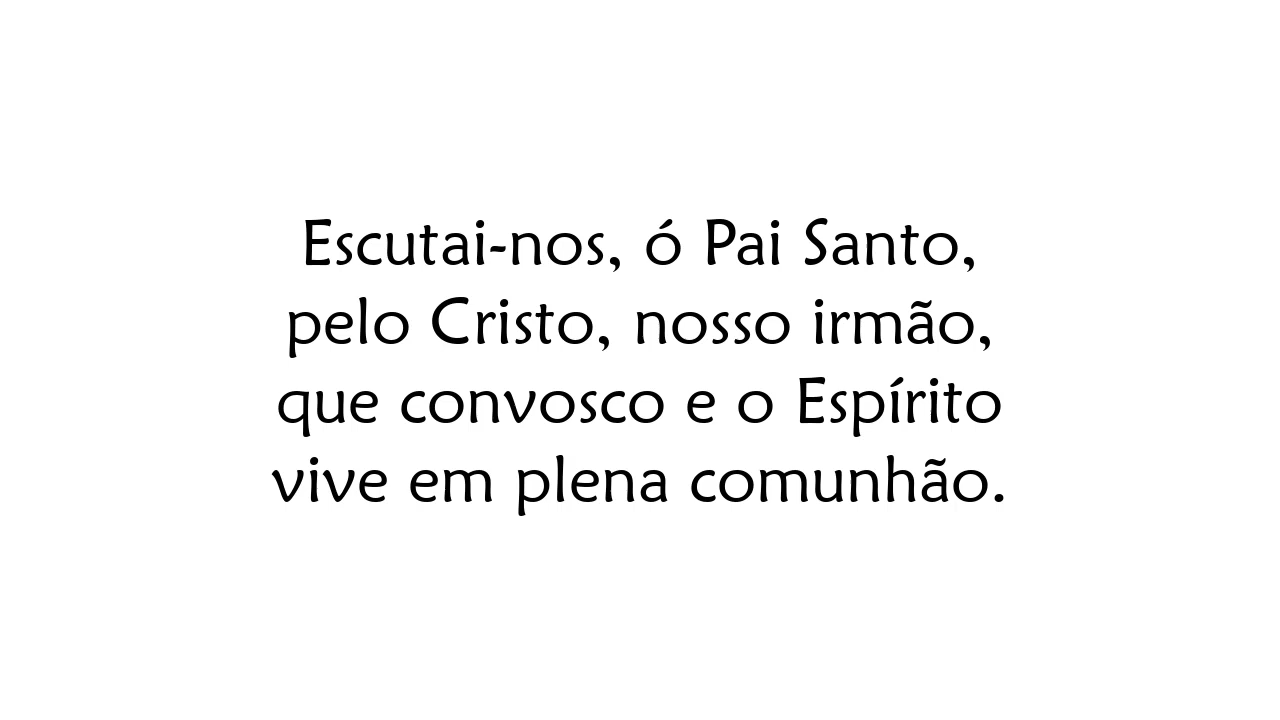 Escutai-nos, ó Pai Santo,
pelo Cristo, nosso irmão,
que convosco e o Espírito
vive em plena comunhão.